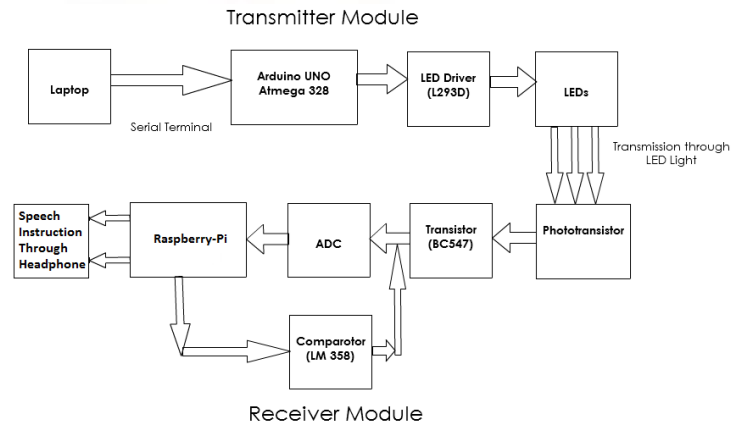 Transmitter Module
Laptop
Serial Terminal
Arduino UNO
Atmega 328
LED Driver
(L293D)
LEDs
Transmission through
LED Light
Speech
Instruction
Through
Headphone
Raspberry-Pi
ADC
Transistor
(BC547)
Phototransistor
Comparotor
(LM 358)
Receiver Module